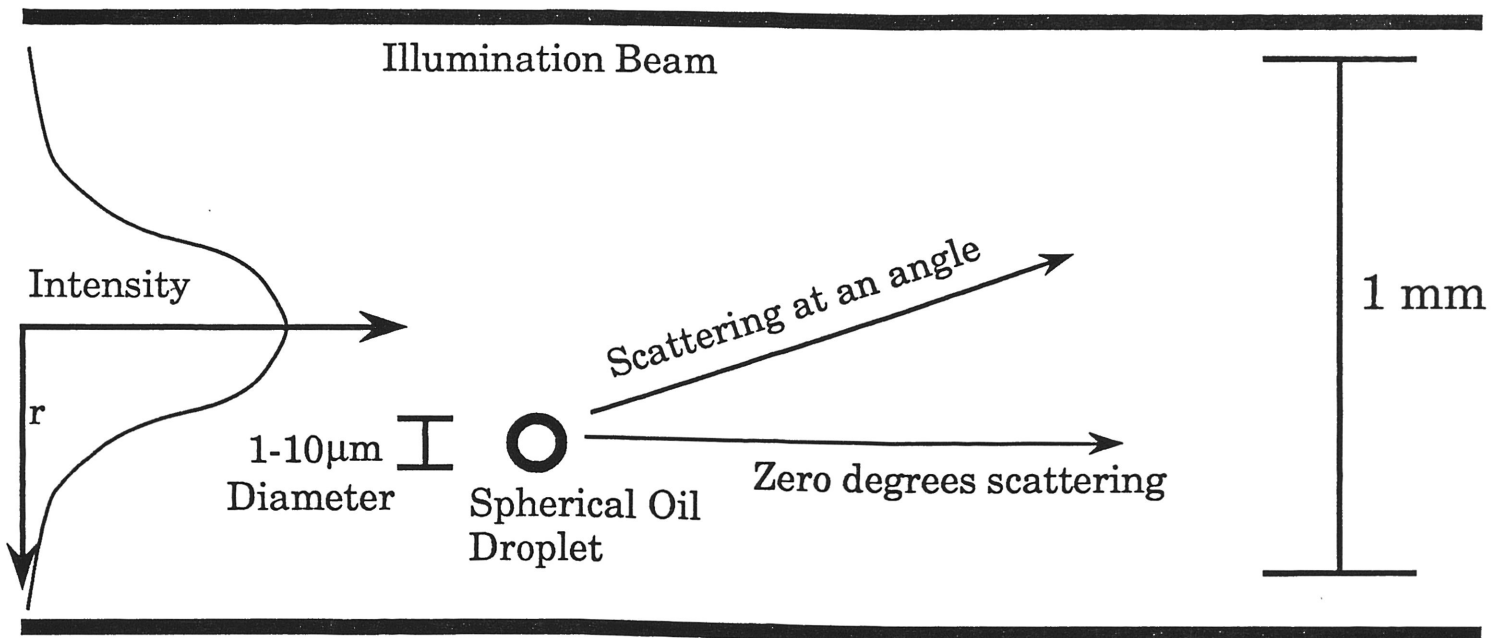 Illumination Beam
Intensity
Scattering at an angle
1 mm
r
1-10µm
Diameter
Spherical Oil
Droplet
Zero degrees scattering